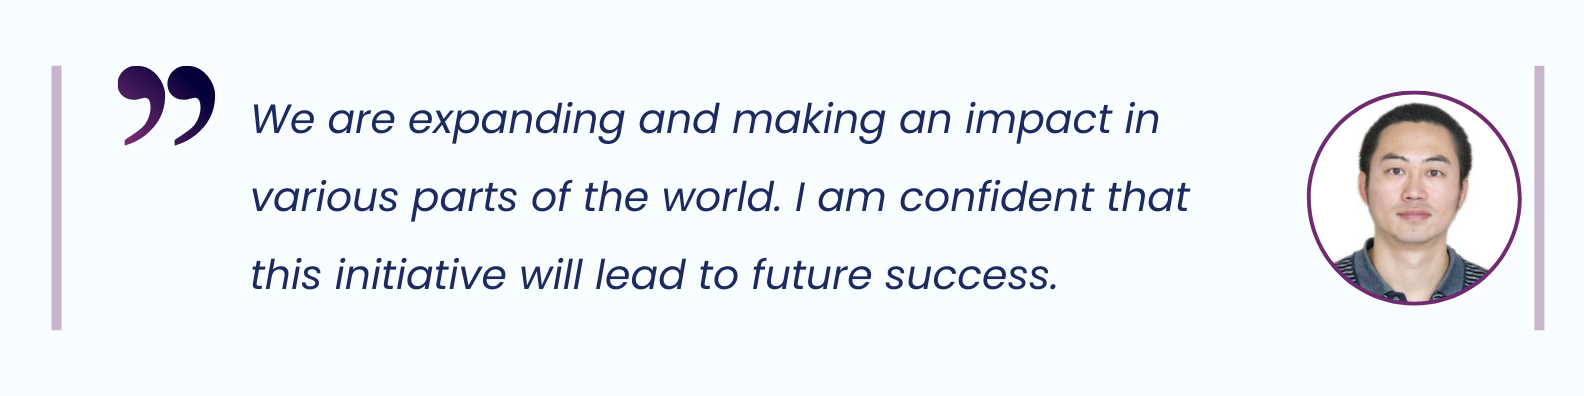 We are expanding and making an impact in
various parts of the world. I am confident that
this initiative will lead to future success.